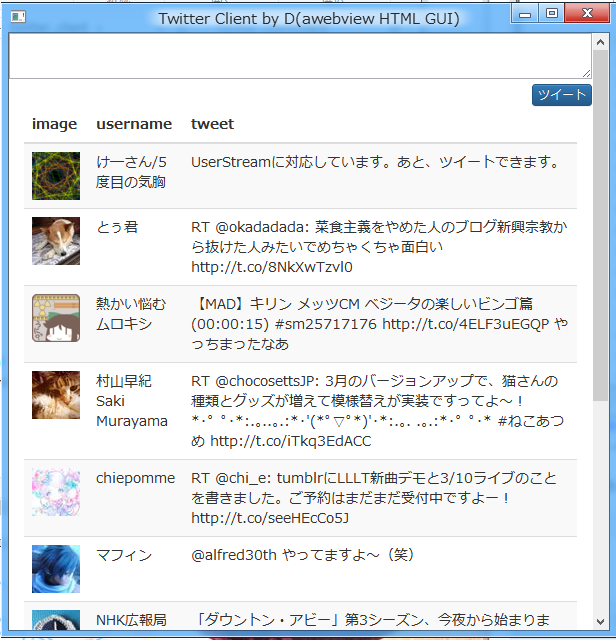 Twitter Client by D(awebview HTML GUI)
ツイート
image username tweet
けーさん/5
度目の気胸
UserStreamに対応しています。あと、ツイートできます。
とぅ君
RT @okadadada: 菜食主義をやめた人のブログ新興宗教か
ら抜けた人みたいでめちゃくちゃ面白い
http://t.co/8NkXwTzvl0
熱かい悩む
ムロキシ
【MAD】キリン メッツCM ベジータの楽しいビンゴ篇
(00:00:15) #sm25717176 http://t.co/4ELF3uEGQP や
っちまったなあ
村山早紀
Saki
Murayama
RT @chocosettsJP: 3月のバージョンアップで、猫さんの
種類とグッズが増えて模様替えが実装ですってよ〜！
*･゜ﾟ･*:.｡..｡.:*･'(*ﾟ▽ﾟ*)'･*:.｡. .｡.:*･゜ﾟ･* #ねこあつ
め http://t.co/iTkq3EdACC
chiepomme
RT @chi_e: tumblrにLLLT新曲デモと3/10ライブのこと
を書きました。ご予約はまだまだ受付中ですよー！
http://t.co/seeHEcCo5J
マフィン
@alfred30th やってますよ〜（笑）
NHK広報局
「ダウントン・アビー」第3シーズン、今夜から始まりま